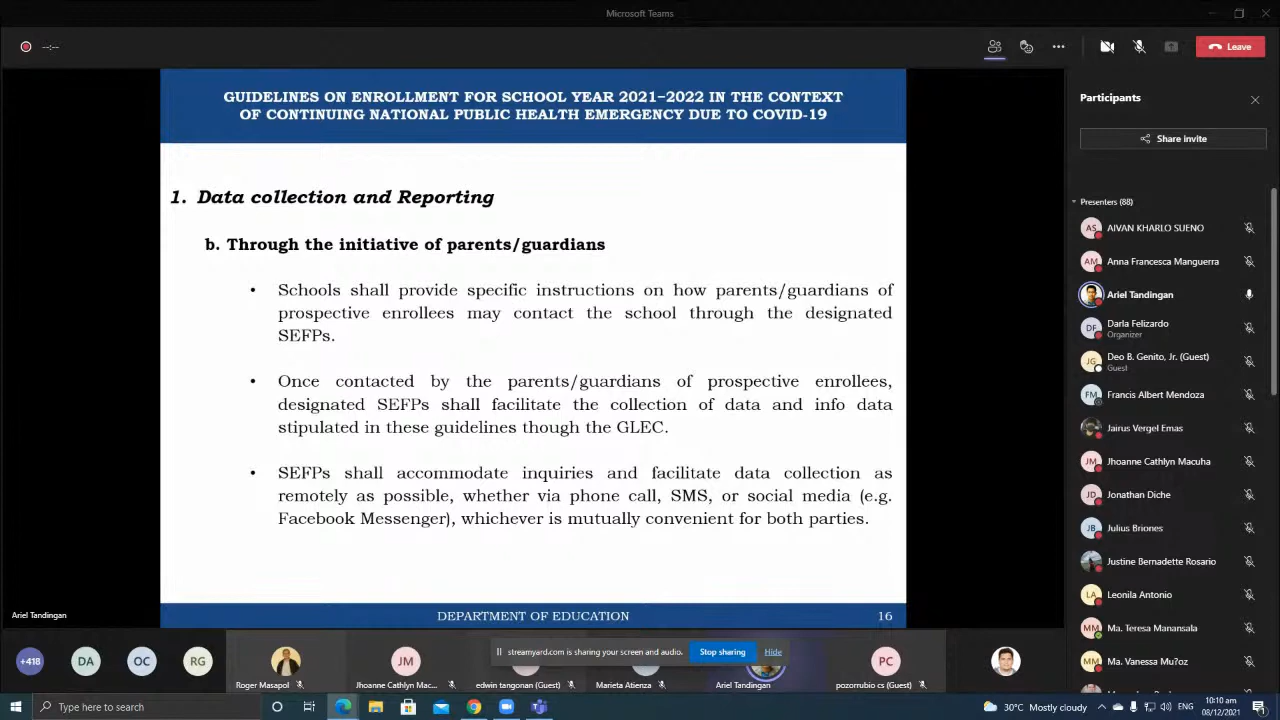 Microsoft Teams
--:--
Leave
GUIDELINES ON ENROLLMENT FOR SCHOOL YEAR 2021–2022 IN THE CONTEXT
OF CONTINUING NATIONAL PUBLIC HEALTH EMERGENCY DUE TO COVID-19
1. Data collection and Reporting
b. Through the initiative of parents/guardians
• Schools shall provide specific instructions on how parents/guardians of
prospective enrollees may contact the school through the designated
SEFPs.
• Once contacted by the parents/guardians of prospective enrollees,
designated SEFPs shall facilitate the collection of data and info data
stipulated in these guidelines though the GLEC.
• SEFPs shall accommodate inquiries and facilitate data collection as
remotely as possible, whether via phone call, SMS, or social media (e.g.
Facebook Messenger), whichever is mutually convenient for both parties.
DEPARTMENT OF EDUCATION 16
Ariel Tandingan
Participants
Share invite
Presenters (88)
AS AIVAN KHARLO SUENO
AM Anna Francesca Manguerra
Ariel Tandingan
DF Darla Felizardo
Organizer
JG Deo B. Genito, Jr. (Guest)
Guest
FM Francis Albert Mendoza
Jairus Vergel Emas
JM Jhoanne Cathlyn Macuha
JD Jonathan Diche
JB Julius Briones
Justine Bernadette Rosario
LA Leonila Antonio
MM Ma. Teresa Manansala
MM Ma. Vanessa Mu?oz
+418
DA
OC
RG
Roger Masapol
JM
Jhoanne Cathlyn Mac...
edwin tangonan (Guest)
Marieta Atienza
Ariel Tandingan
PC
pozorrubio cs (Guest)
streamyard.com is sharing your screen and audio.
Stop sharing
Hide
Type here to search
30°C Mostly cloudy
ENG
10:10 am
08/12/2021